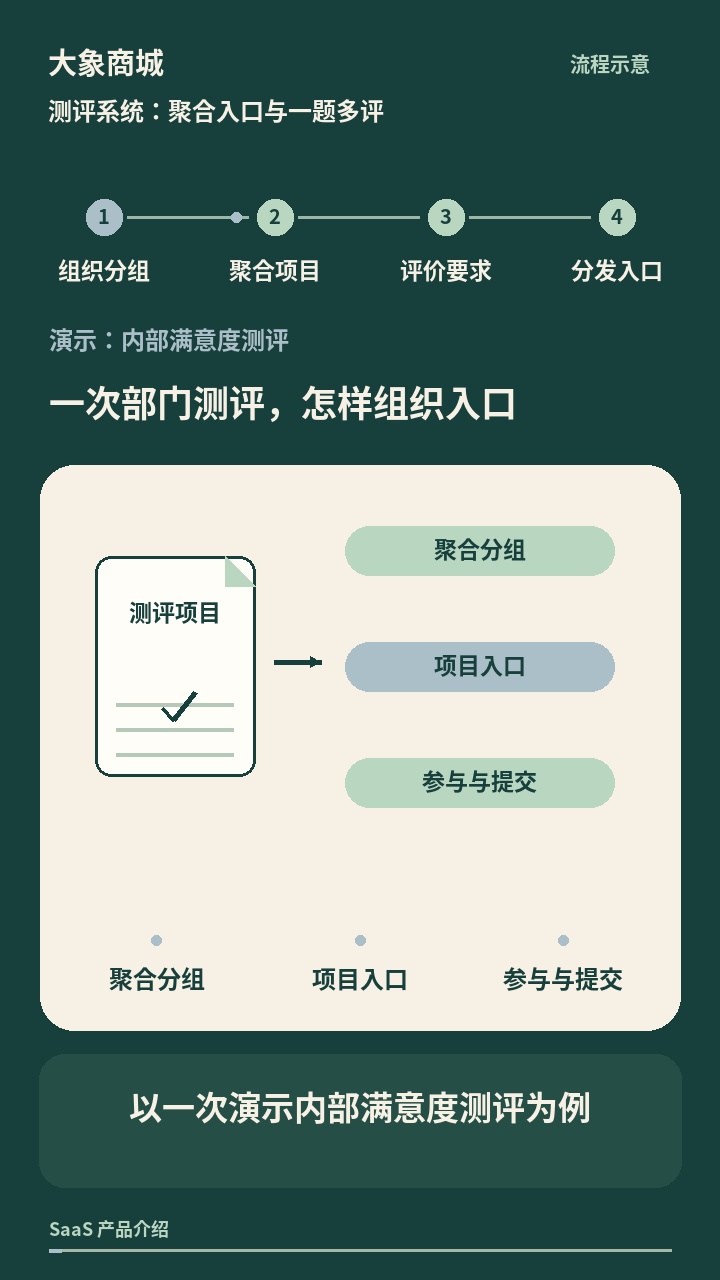 大象商城
流程示意
测评系统：聚合入口与一题多评
1
2
3
4
组织分组
聚合项目
评价要求
分发入口
演示：内部满意度测评
一次部门测评，怎样组织入口
聚合分组
测评项目
项目入口
参与与提交
聚合分组
项目入口
参与与提交
以一次演示内部满意度测评为例
SaaS 产品介绍